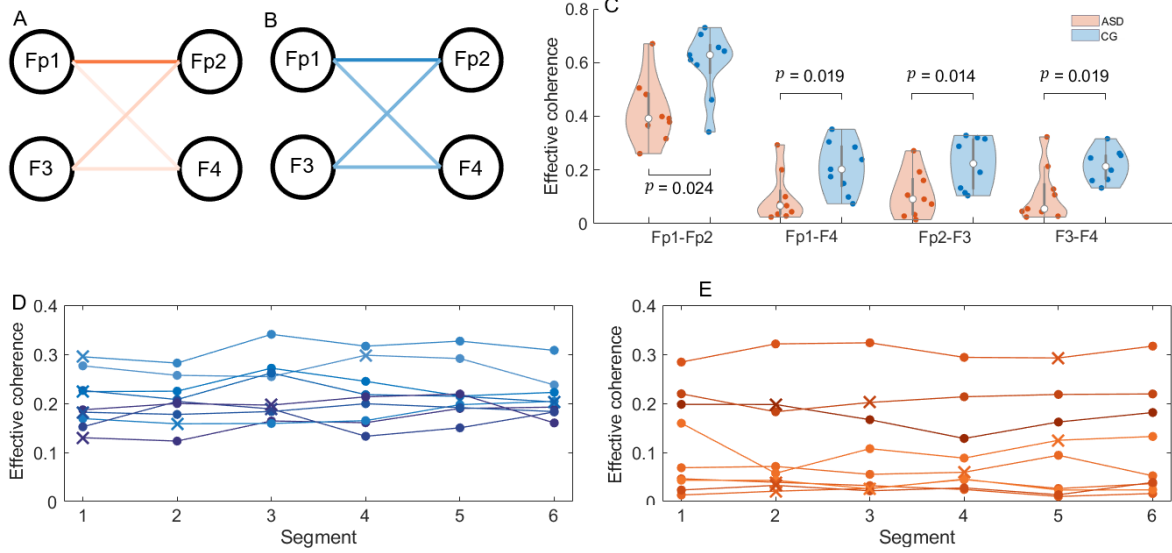 A
B
C
Fp1
Fp2
F3
F4
Fp1
Fp2
F3
F4
Effective coherence
0.8
0.6
0.4
0.2
0
ASD
CG
p = 0.019
p = 0.014
p = 0.019
p = 0.024
Fp1-Fp2
Fp1-F4
Fp2-F3
F3-F4
D
Effective coherence
0.4
0.3
0.2
0.1
0
1 2 3 4 5 6
Segment
E
Effective coherence
0.4
0.3
0.2
0.1
0
1 2 3 4 5 6
Segment